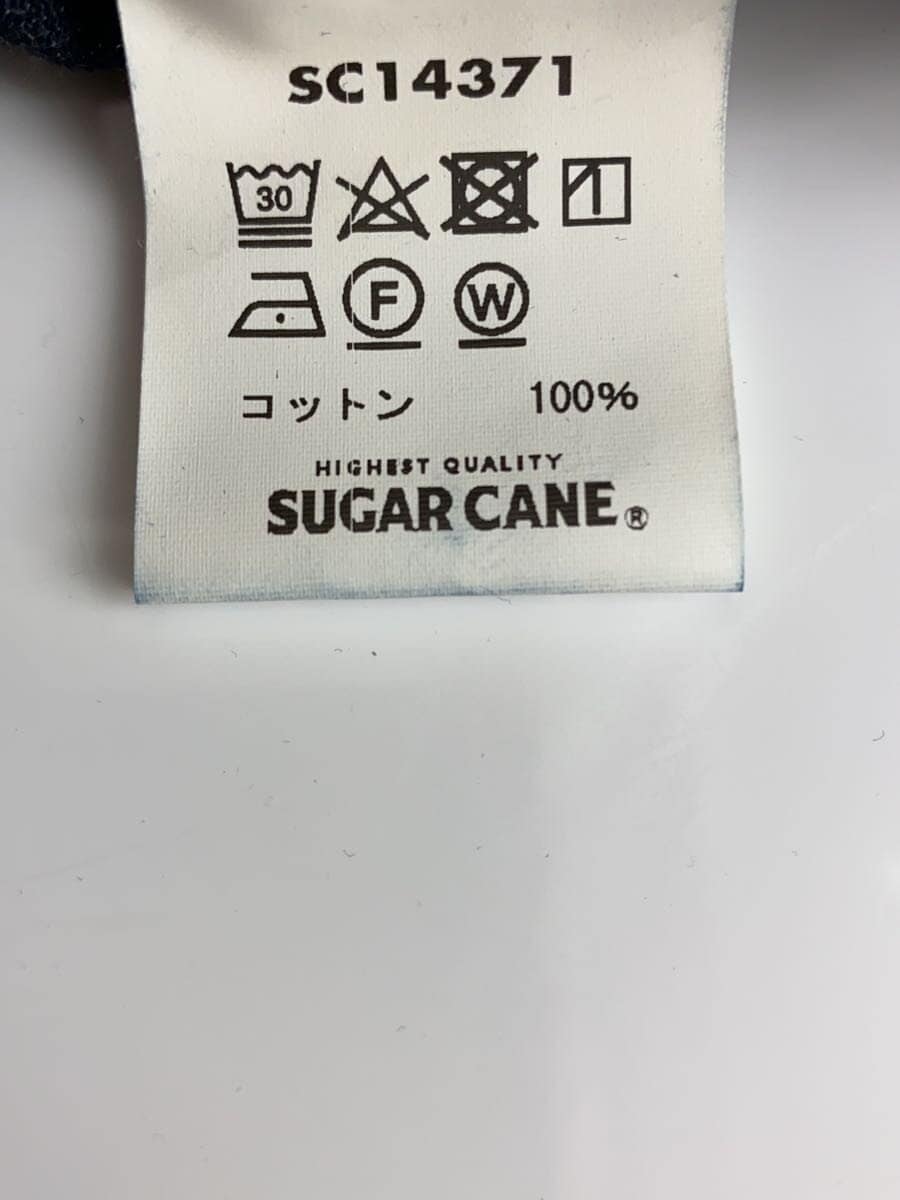 SC14371
30
F W
コットン 100%
HIGHEST QUALITY
SUGAR CANE®